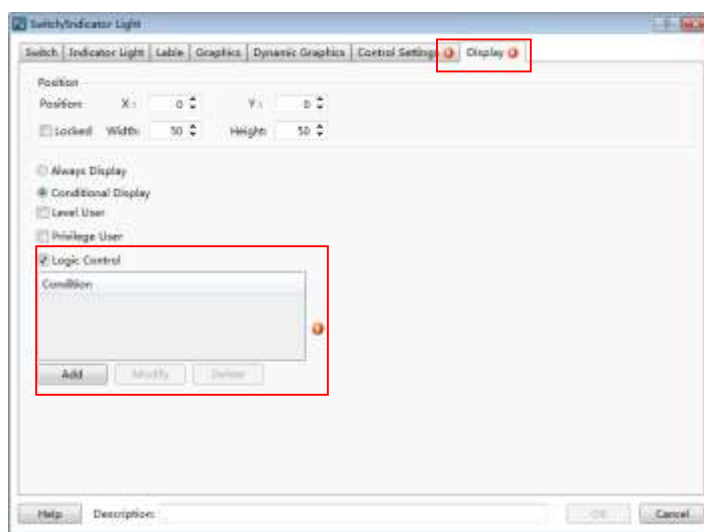 Switch/Indicator Light
Switch Indicator Light Lable Graphics Dynamic Graphics Control Settings Display
Position
Position: X: 0 Y: 0
Locked Width: 50 Height: 50
Always Display
Conditional Display
Level User
Privilege User
Logic Control
Condition
Add Modify Delete
Help Description: OK Cancel